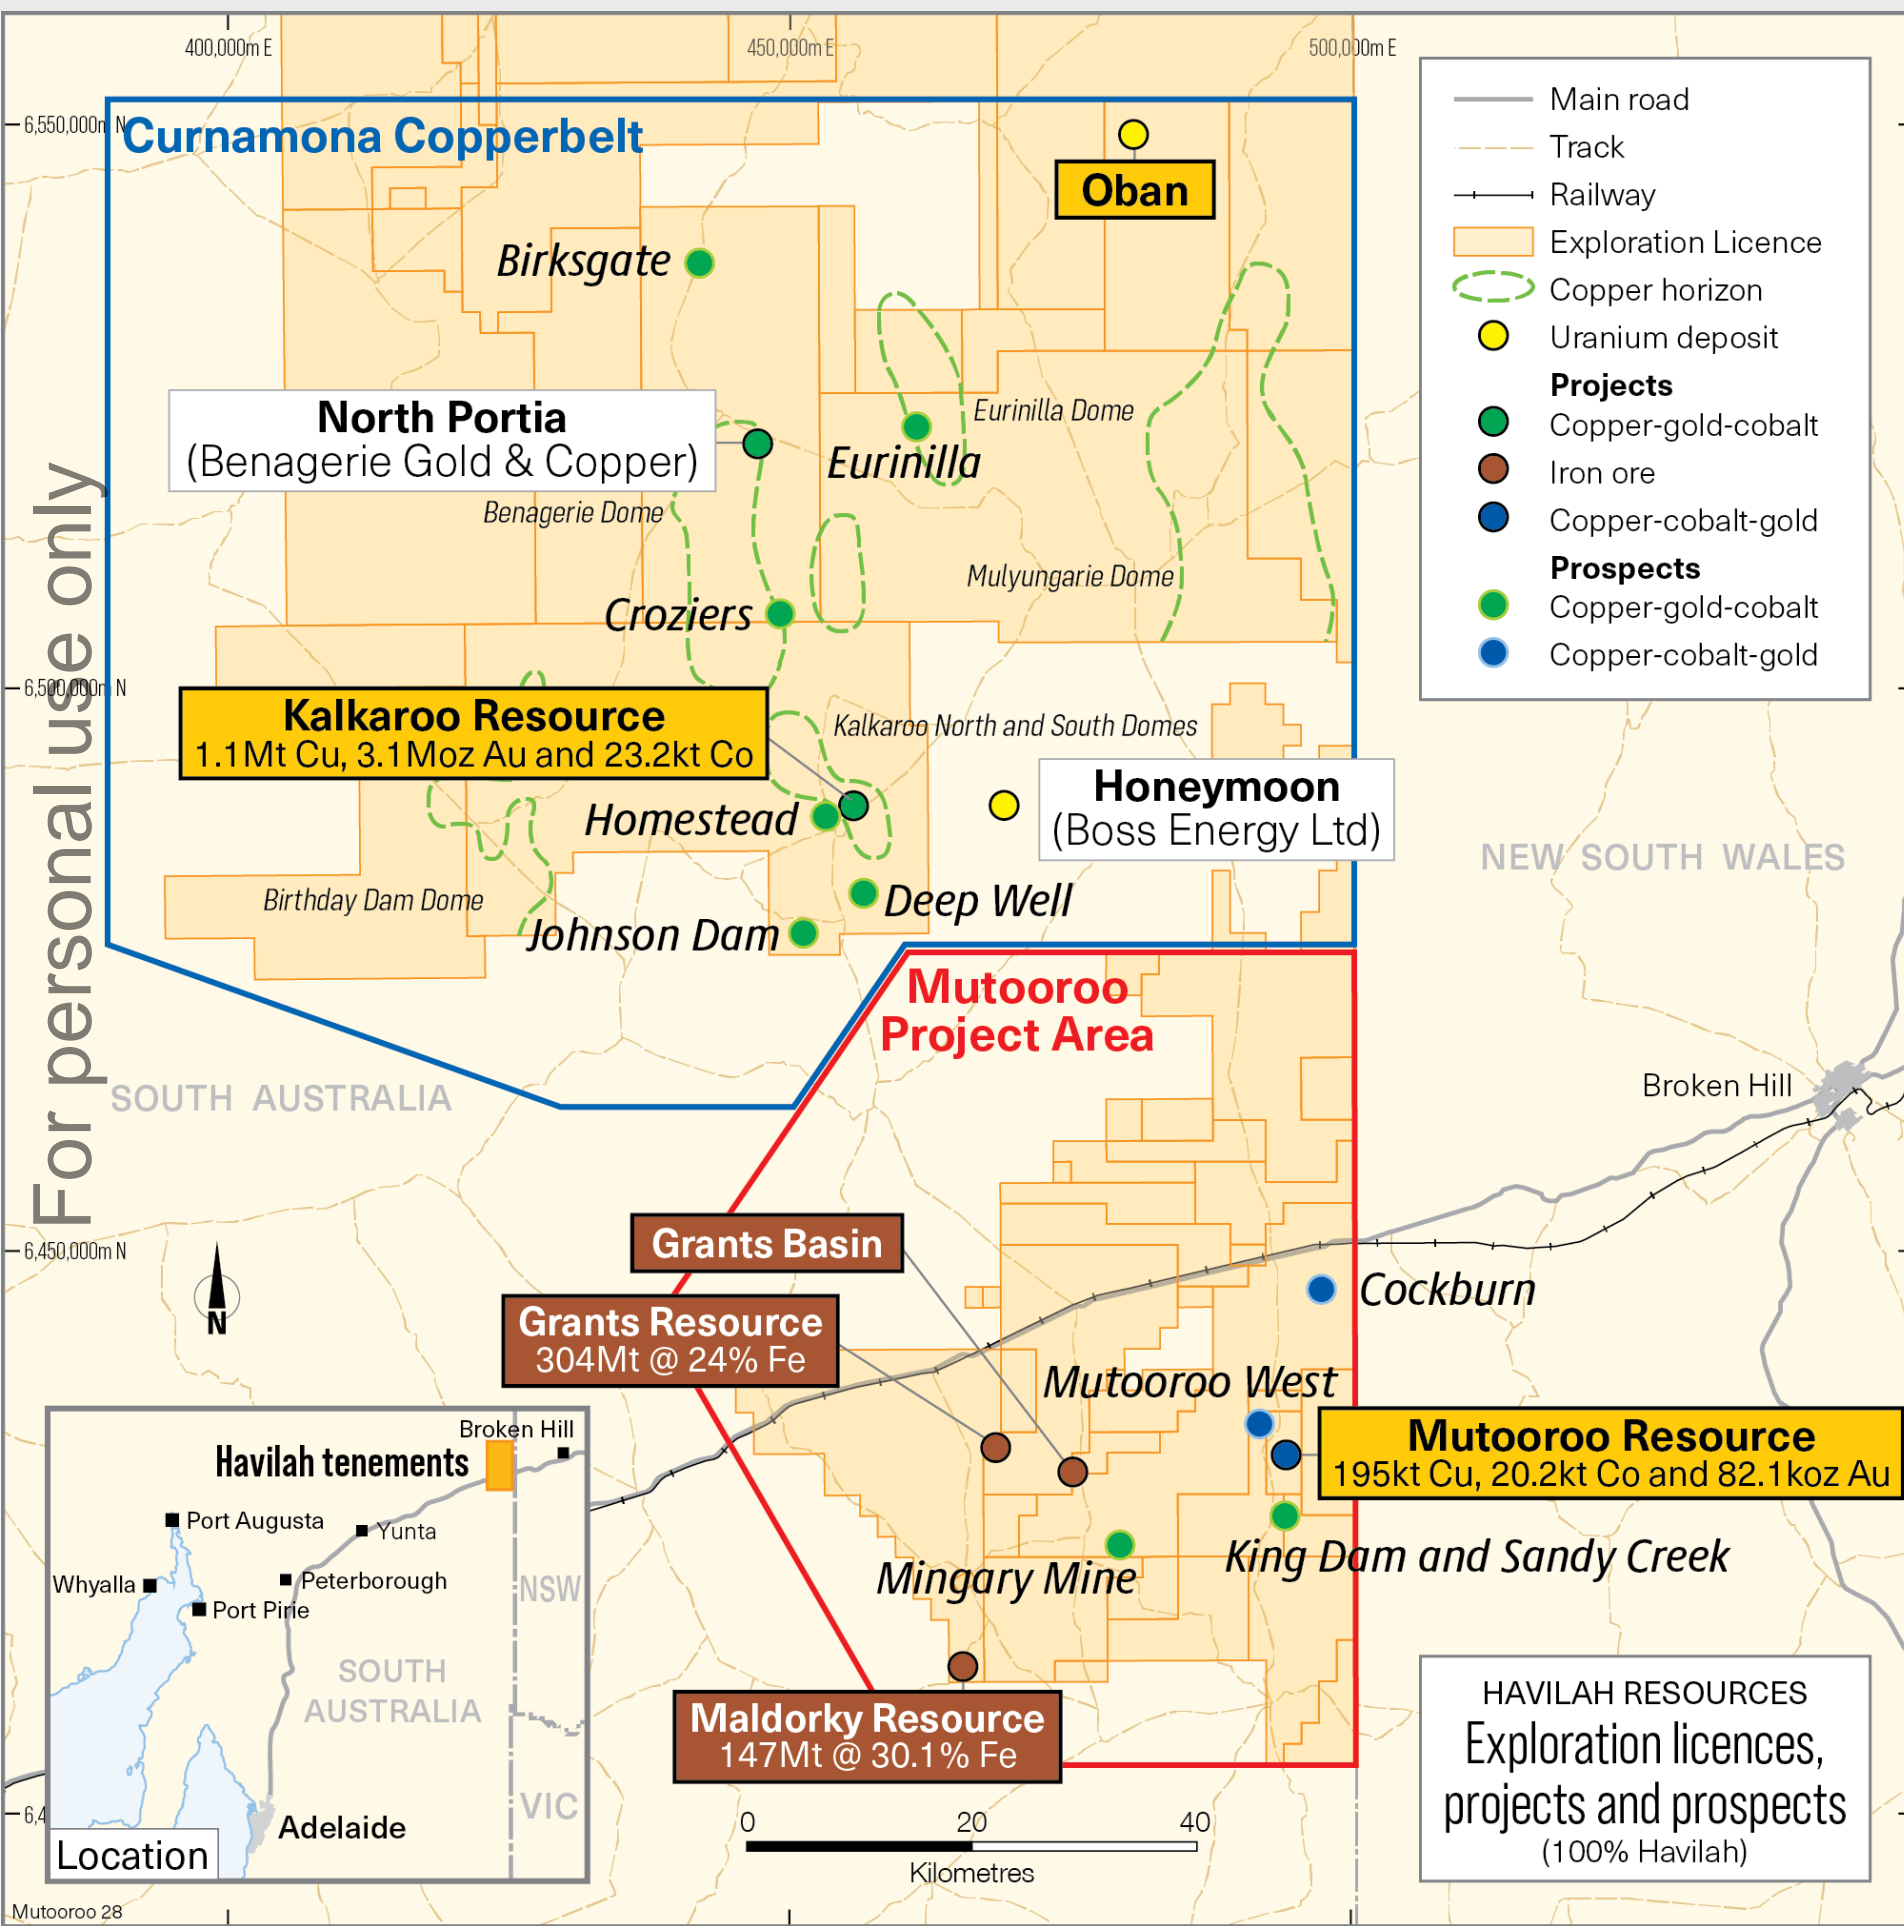 400,000m E
450,000m E
500,000m E
6,550,000m N
Curnamona Copperbelt
Oban
Birksgate
North Portia
(Benagerie Gold & Copper)
Eurinilla Dome
Eurinilla
Benagerie Dome
Mulyungarie Dome
Croziers
6,500,000m N
Kalkaroo Resource
1.1Mt Cu, 3.1Moz Au and 23.2kt Co
Kalkaroo North and South Domes
Honeymoon
(Boss Energy Ltd)
Homestead
Birthday Dam Dome
Deep Well
Johnson Dam
Main road
Track
Railway
Exploration Licence
Copper horizon
Uranium deposit
Projects
Copper-gold-cobalt
Iron ore
Copper-cobalt-gold
Prospects
Copper-gold-cobalt
Copper-cobalt-gold
NEW SOUTH WALES
For personal use only
Mutooroo
Project Area
SOUTH AUSTRALIA
Broken Hill
6,450,000m N
N
Grants Basin
Grants Resource
304Mt @ 24% Fe
Cockburn
Mutooroo West
Mutooroo Resource
195kt Cu, 20.2kt Co and 82.1koz Au
King Dam and Sandy Creek
Mingary Mine
Maldorky Resource
147Mt @ 30.1% Fe
Broken Hill
Havilah tenements
Port Augusta
Yunta
Whyalla
Peterborough
Port Pirie
NSW
SOUTH
AUSTRALIA
VIC
Adelaide
Location
6,4
0 20 40
Kilometres
HAVILAH RESOURCES
Exploration licences,
projects and prospects
(100% Havilah)
Mutooroo 28